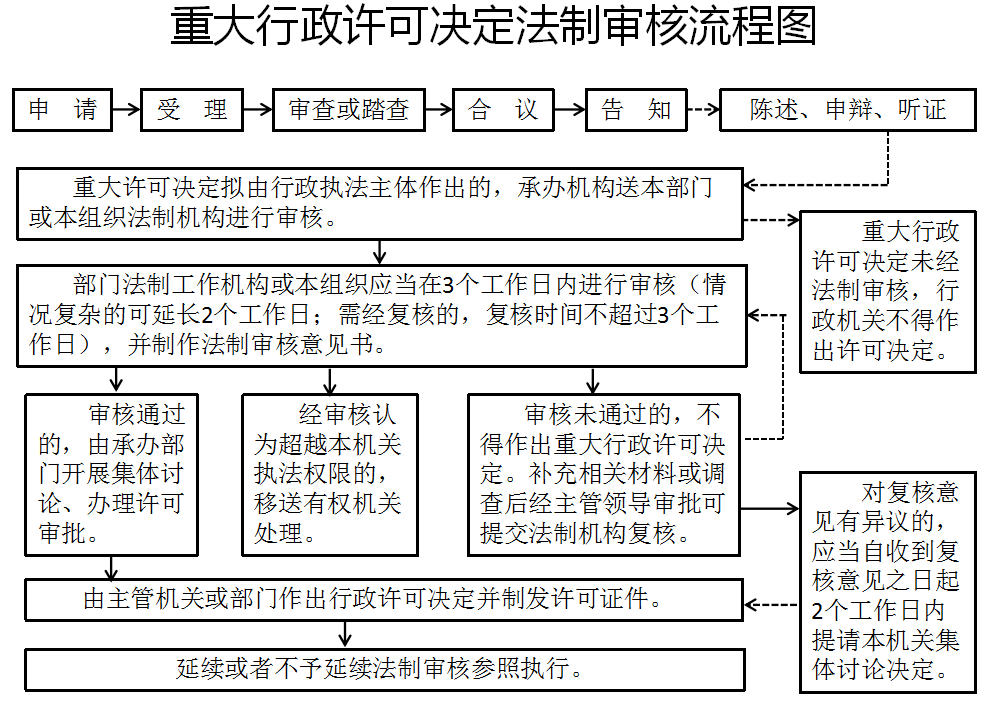 重大行政许可决定法制审核流程图
申 请
受 理
审查或踏查
合 议
告 知
陈述、申辩、听证
重大许可决定拟由行政执法主体作出的，承办机构送本部门
或本组织法制机构进行审核。
重大行政
许可决定未经
法制审核，行
政机关不得作
出许可决定。
部门法制工作机构或本组织应当在3个工作日内进行审核（情
况复杂的可延长2个工作日；需经复核的，复核时间不超过3个工
作日），并制作法制审核意见书。
审核通过
的，由承办部
门开展集体讨
论、办理许可
审批。
经审核认
为超越本机关
执法权限的，
移送有权机关
处理。
审核未通过的，不
得作出重大行政许可决
定。补充相关材料或调
查后经主管领导审批可
提交法制机构复核。
对复核意
见有异议的，
应当自收到复
核意见之日起
2个工作日内
提请本机关集
体讨论决定。
由主管机关或部门作出行政许可决定并制发许可证件。
延续或者不予延续法制审核参照执行。